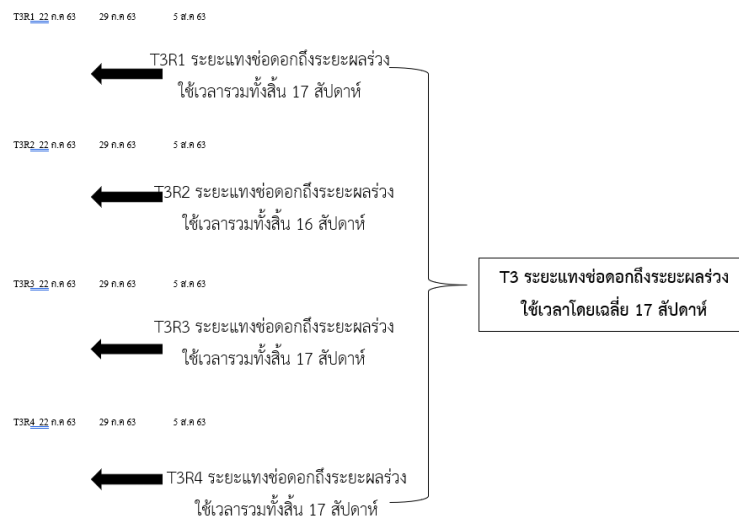 T3R1 22 ก.ค 63 29 ก.ค 63 5 ส.ค 63
T3R1 ระยะแทงช่อดอกถึงระยะผลร่วง
ใช้เวลารวมทั้งสิ้น 17 สัปดาห์
T3R2 22 ก.ค 63 29 ก.ค 63 5 ส.ค 63
T3R2 ระยะแทงช่อดอกถึงระยะผลร่วง
ใช้เวลารวมทั้งสิ้น 16 สัปดาห์
T3 ระยะแทงช่อดอกถึงระยะผลร่วง
ใช้เวลาโดยเฉลี่ย 17 สัปดาห์
T3R3 22 ก.ค 63 29 ก.ค 63 5 ส.ค 63
T3R3 ระยะแทงช่อดอกถึงระยะผลร่วง
ใช้เวลารวมทั้งสิ้น 17 สัปดาห์
T3R4 22 ก.ค 63 29 ก.ค 63 5 ส.ค 63
T3R4 ระยะแทงช่อดอกถึงระยะผลร่วง
ใช้เวลารวมทั้งสิ้น 17 สัปดาห์